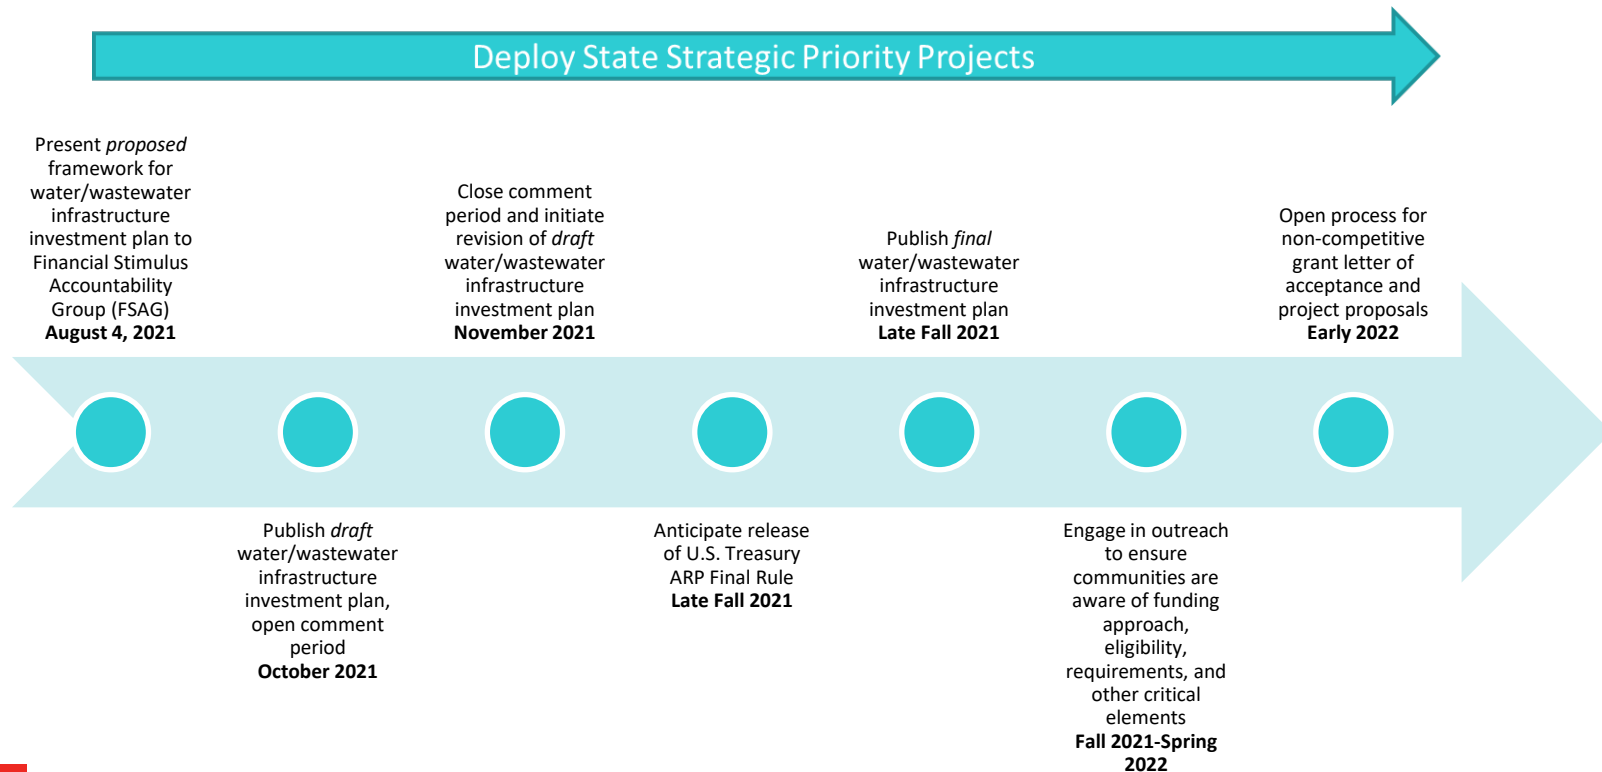 Deploy State Strategic Priority Projects
Present proposed
framework for
water/wastewater
infrastructure
investment plan to
Financial Stimulus
Accountability
Group (FSAG)
August 4, 2021
Publish draft
water/wastewater
infrastructure
investment plan,
open comment
period
October 2021
Close comment
period and initiate
revision of draft
water/wastewater
infrastructure
investment plan
November 2021
Anticipate release
of U.S. Treasury
ARP Final Rule
Late Fall 2021
Publish final
water/wastewater
infrastructure
investment plan
Late Fall 2021
Engage in outreach
to ensure
communities are
aware of funding
approach,
eligibility,
requirements, and
other critical
elements
Fall 2021-Spring
2022
Open process for
non-competitive
grant letter of
acceptance and
project proposals
Early 2022